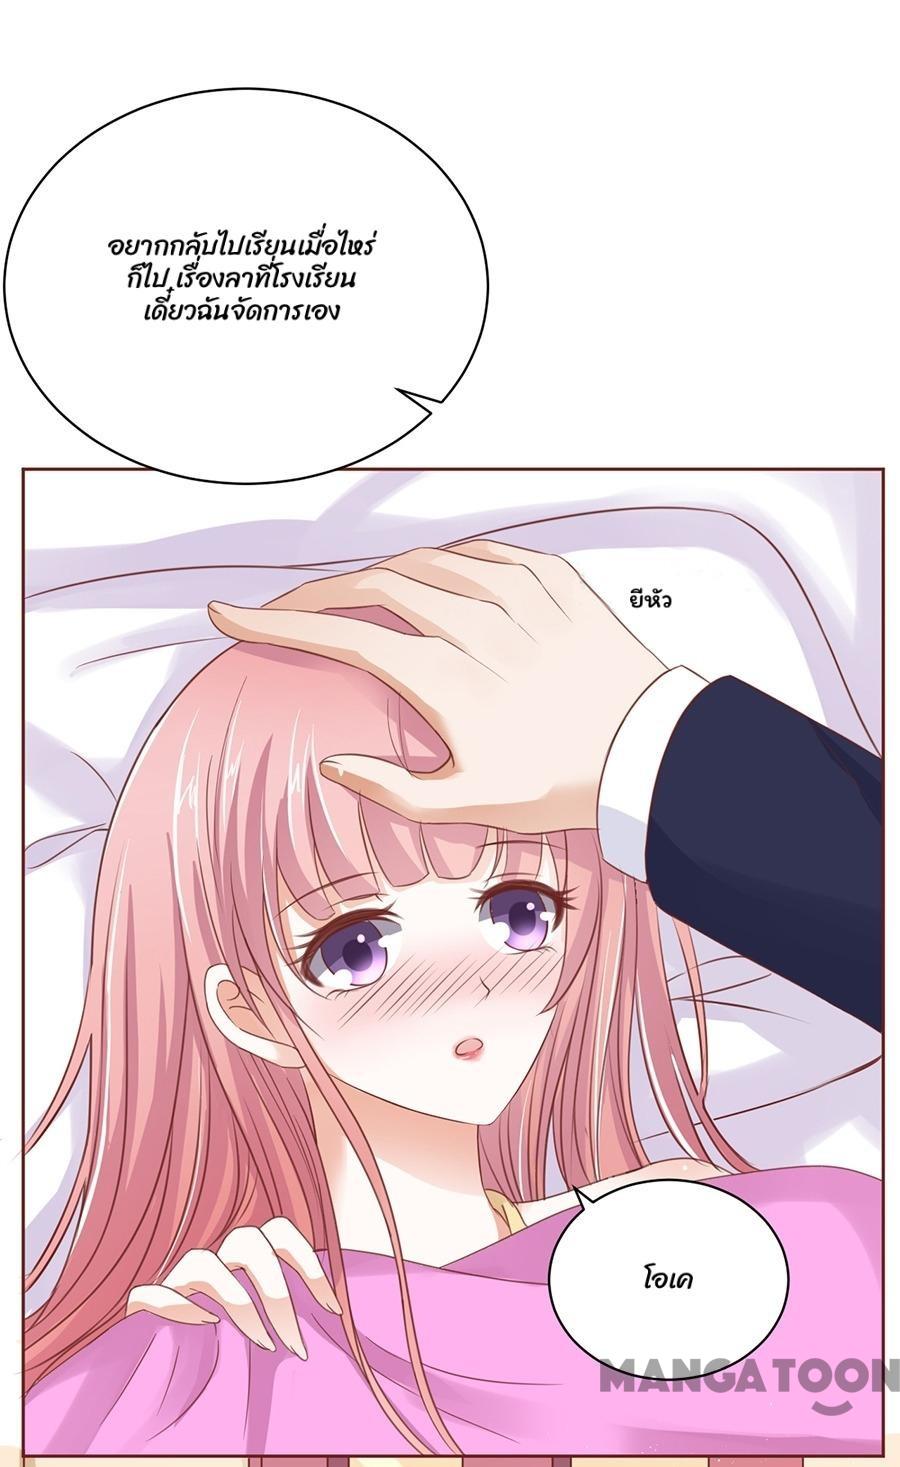 อยากกลับไปเรียนเมื่อไหร่
ก็ไป เรื่องลาที่โรงเรียน
เดี๋ยวฉันจัดการเอง
ยีหัว
โอเค
MANGATOON